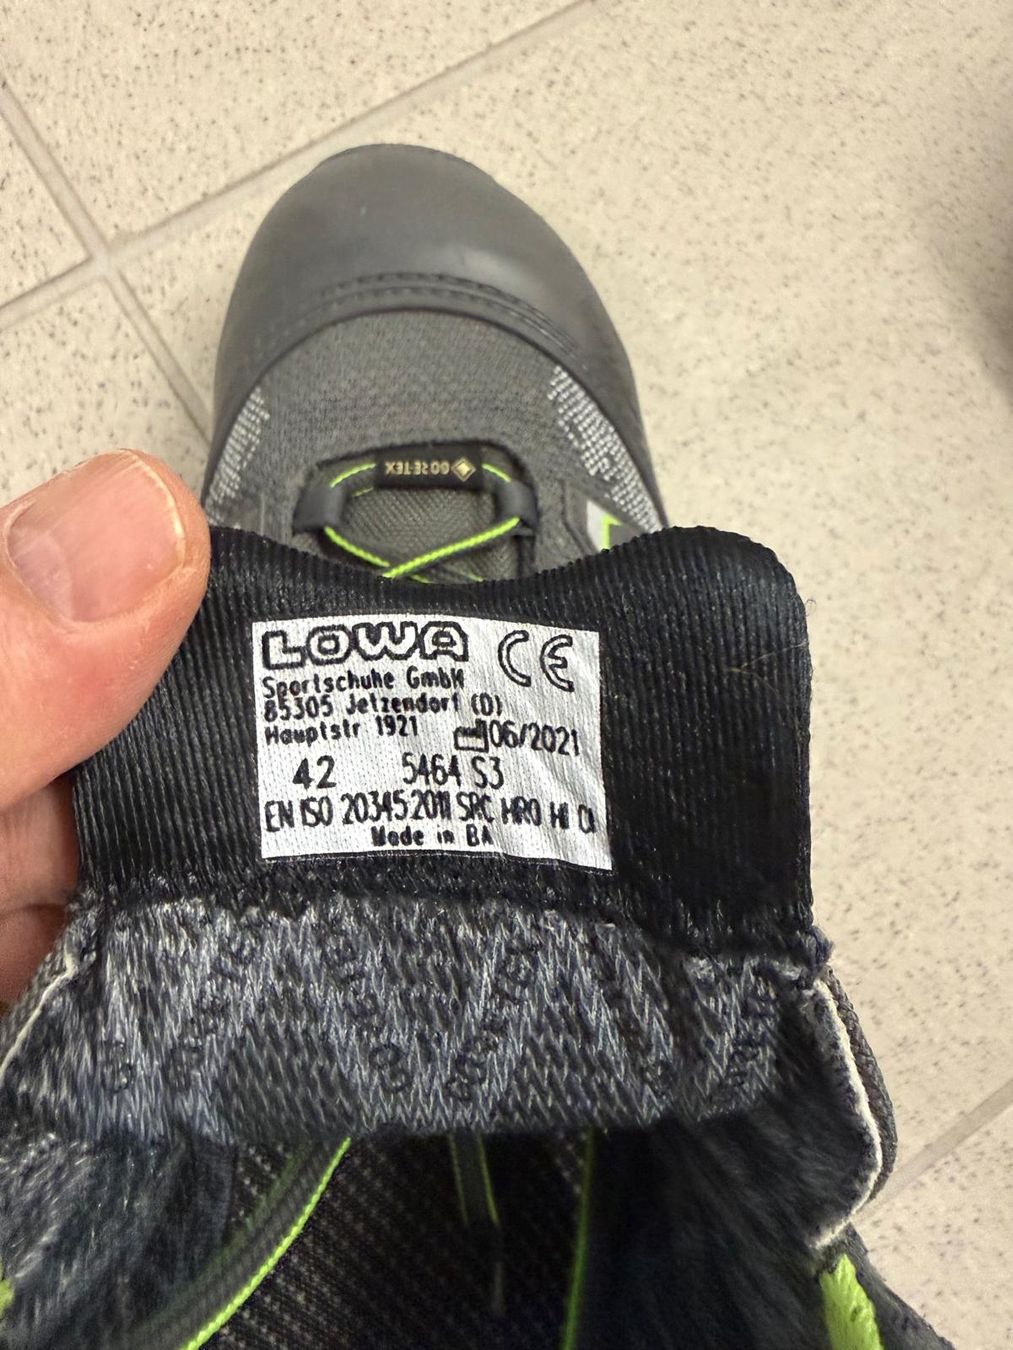 GORE-TEX
LOWA CE
Sportschuhe GmbH
85305 Jetzendorf (D)
Hauptstr 1921 06/2021
42 5464 S3
EN ISO 20345:2011 SRC HRO HI CI
Made in BA